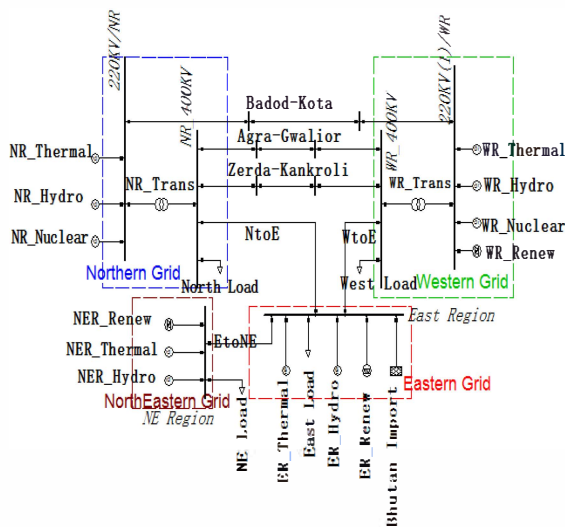 220KV/NR
220KV(1)/WR
Badod-Kota
NR_400KV
Agra-Gwalior
WR_400KV
NR_Thermal
WR_Thermal
Zerda-Kankroli
NR_Trans
WR_Trans
NR_Hydro
WR_Hydro
NR_Nuclear
NtoE
WtoE
WR_Nuclear
WR_Renew
Northern Grid
North Load
West Load
Western Grid
East Region
NER_Renew
EtoNE
NER_Thermal
NER_Hydro
NorthEastern Grid
Eastern Grid
NE Region
NE Load
ER_Thermal
East Load
ER_Hydro
ER_Renew
Bhutan Import